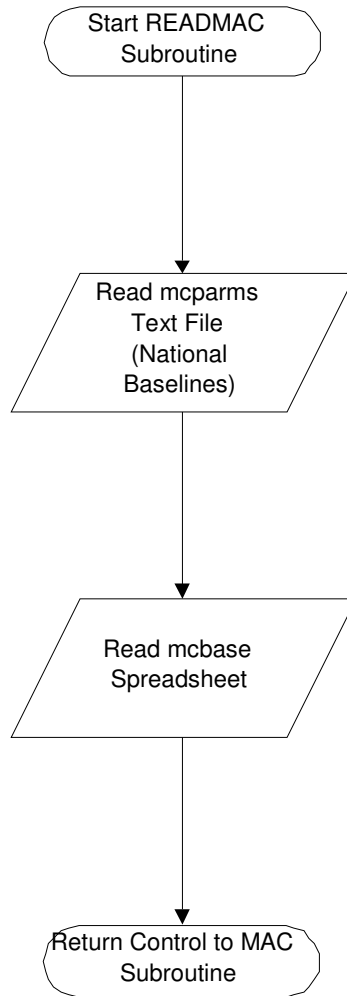 Start READMAC
Subroutine
Read mcparms
Text File
(National
Baselines)
Read mcbase
Spreadsheet
Return Control to MAC
Subroutine